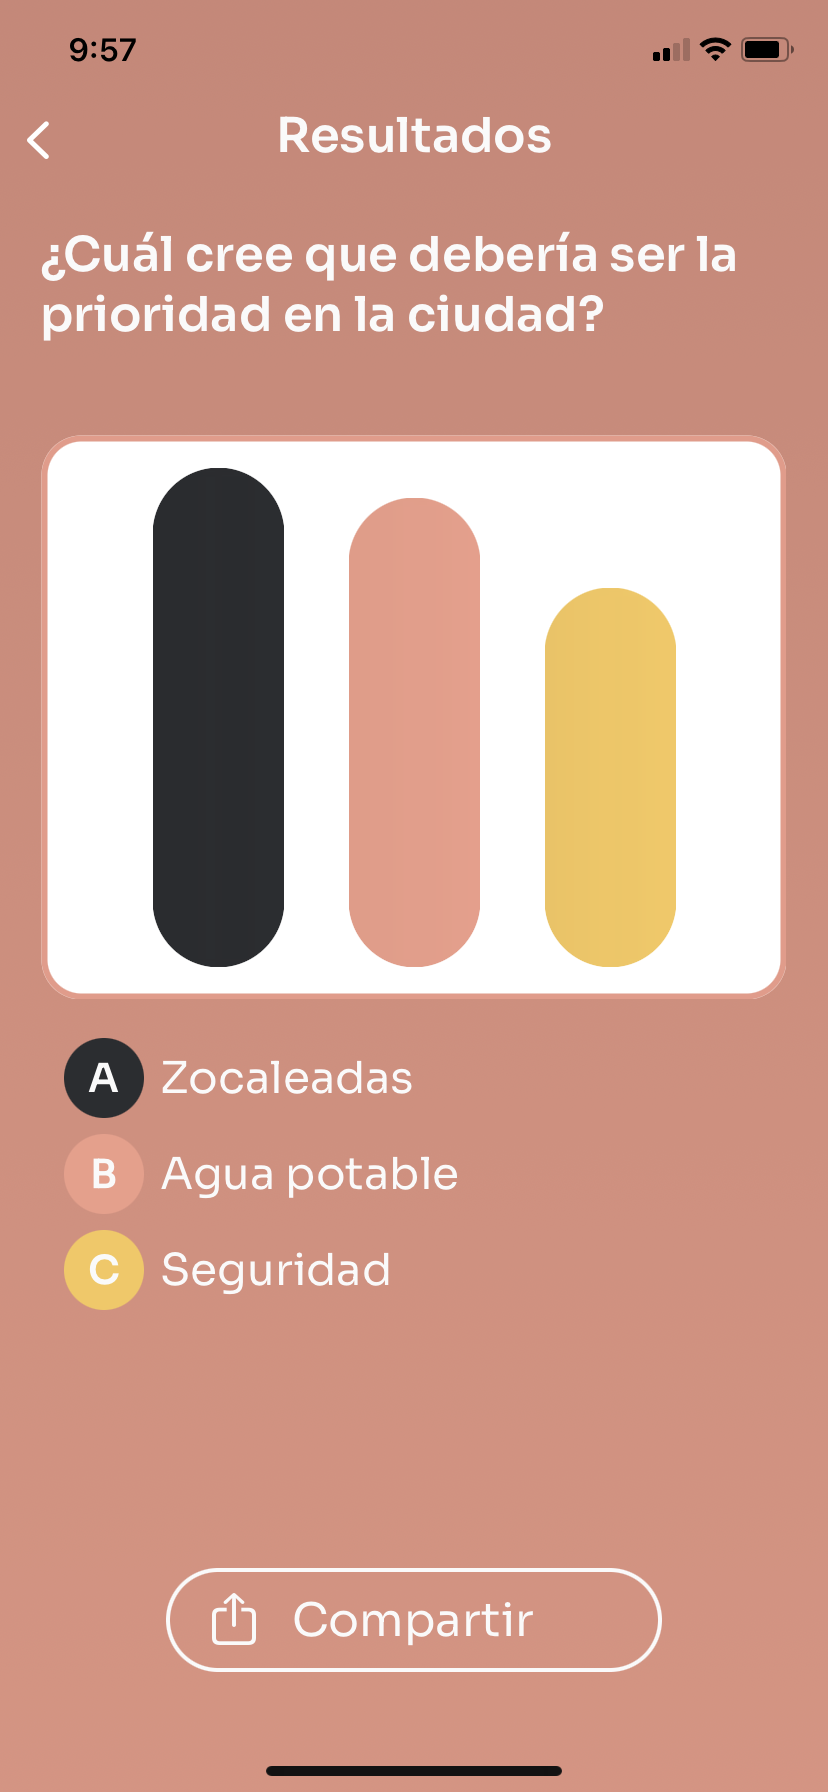 9:57
Resultados
¿Cuál cree que debería ser la
prioridad en la ciudad?
A Zocaleadas
B Agua potable
C Seguridad
Compartir